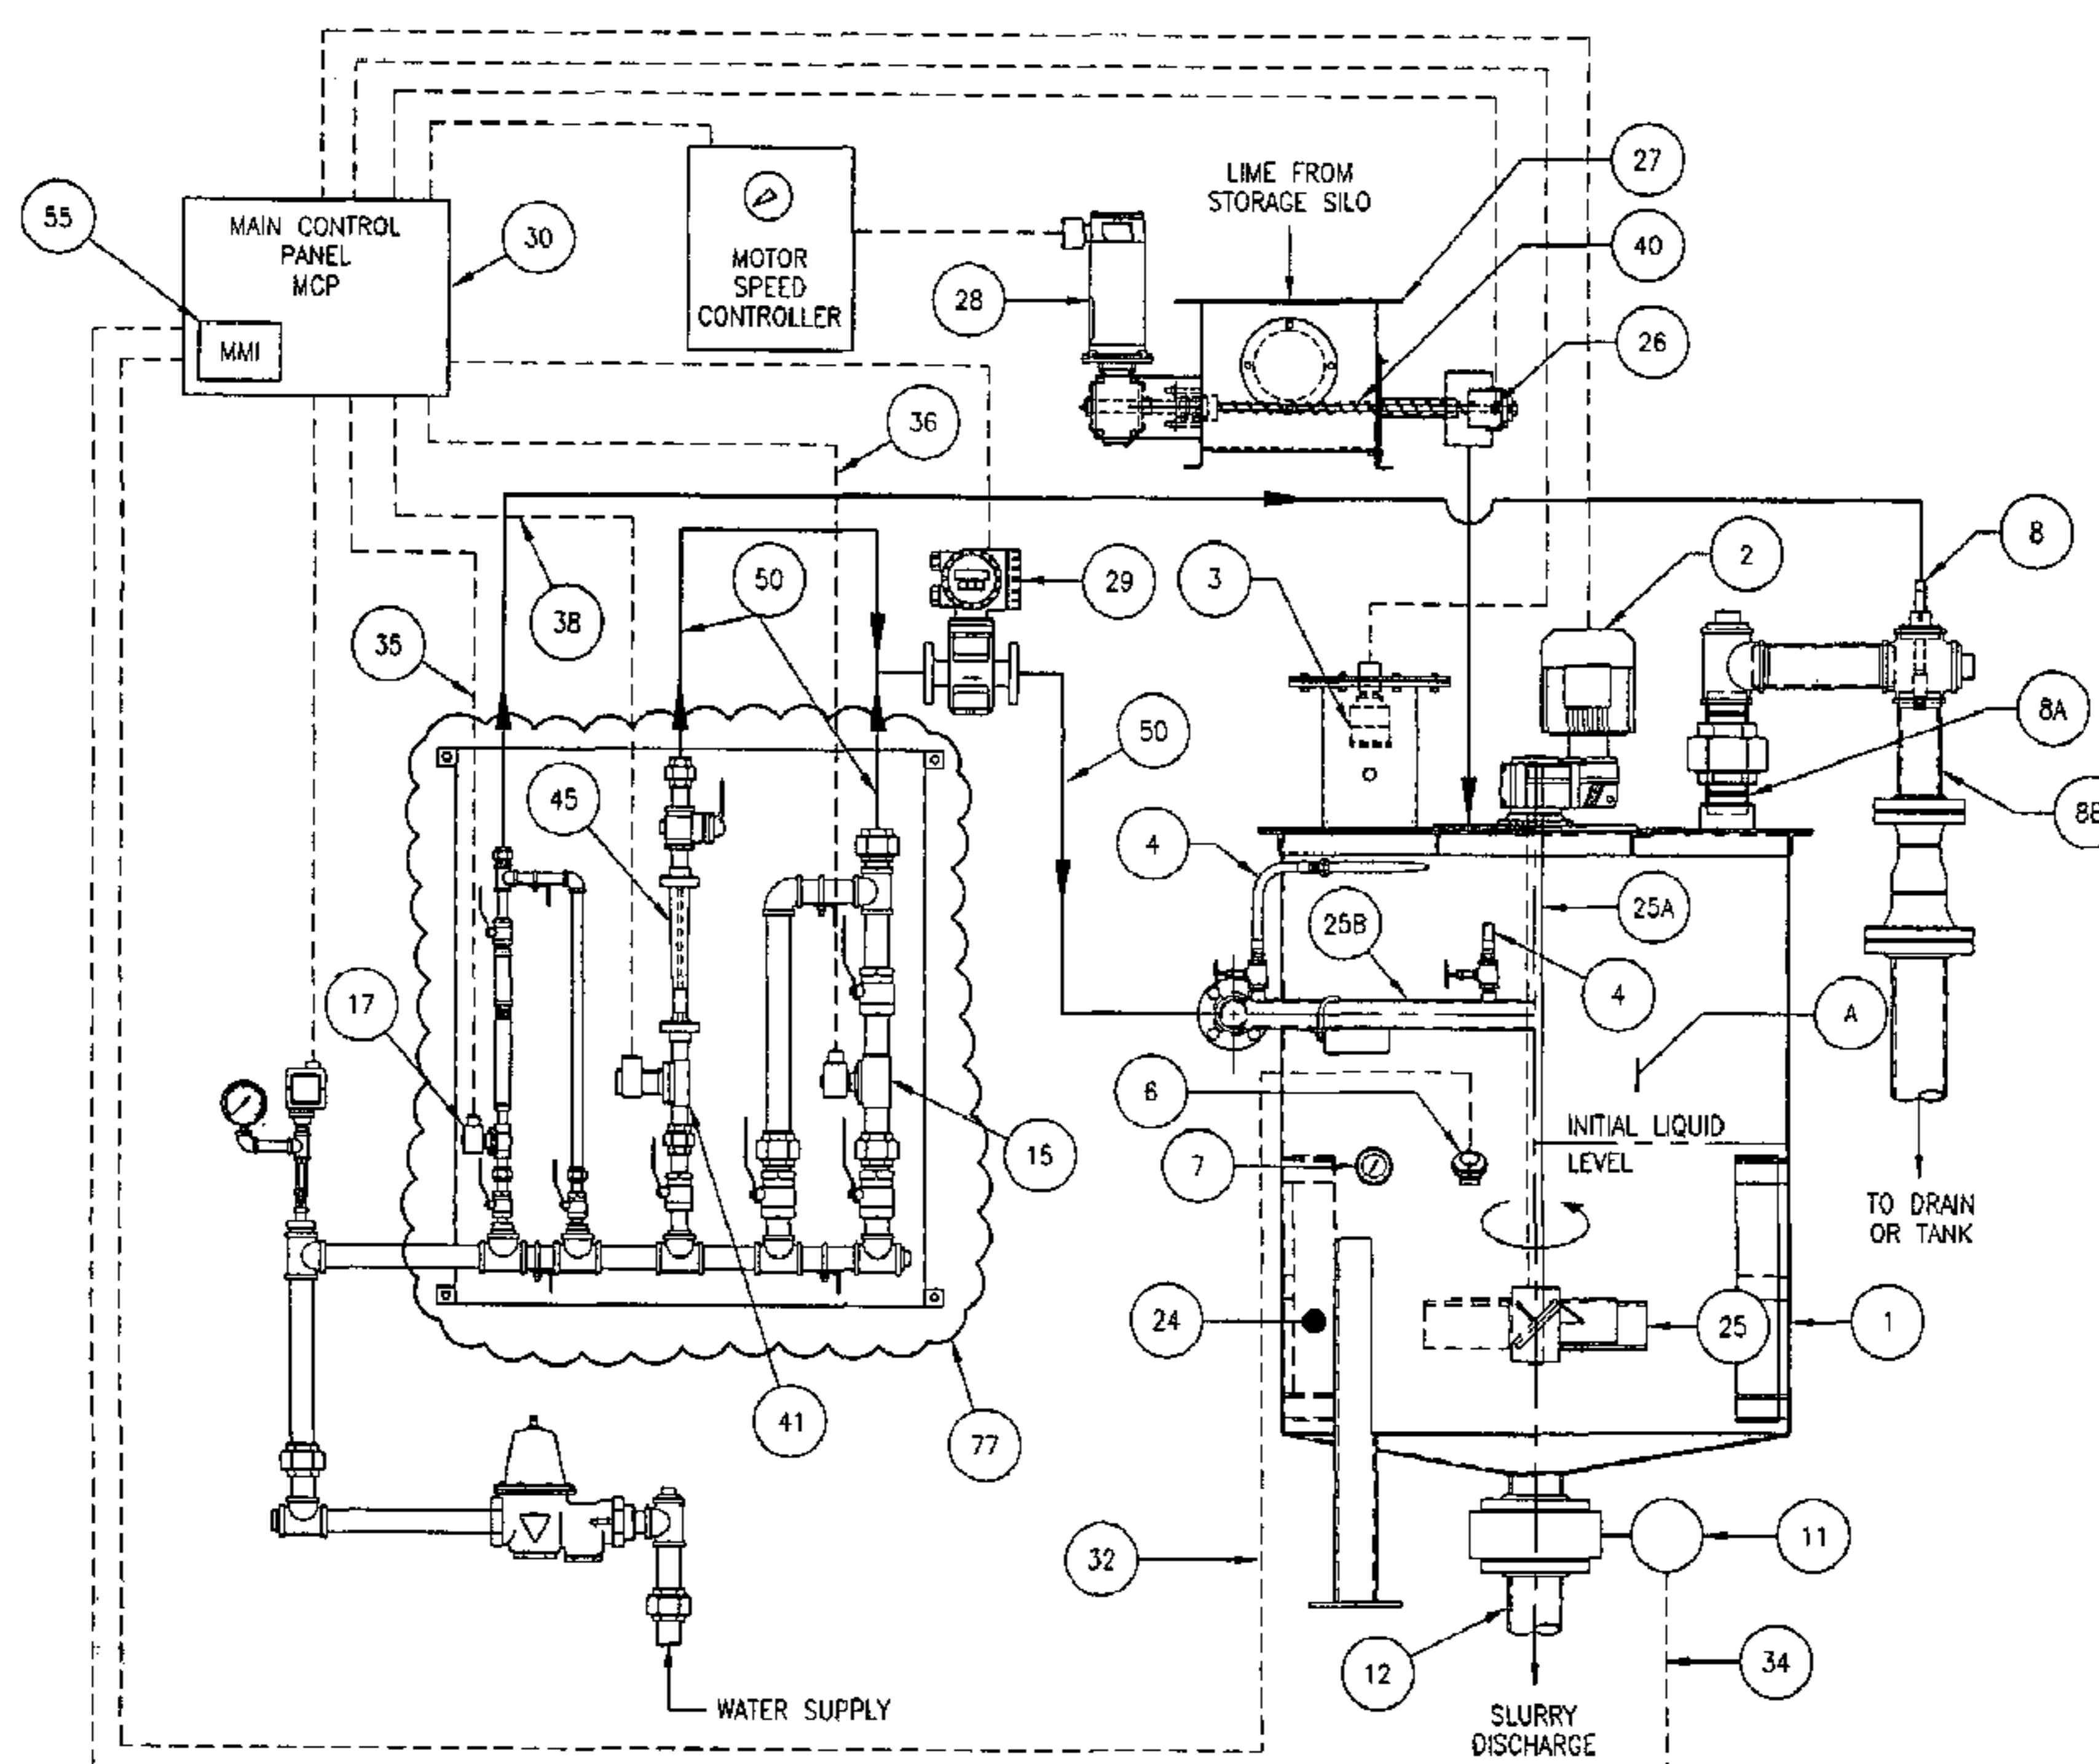 LIME FROM
STORAGE SILO
27
55
MAIN CONTROL
PANEL
MCP
30
MOTOR
SPEED
CONTROLLER
28
40
MMI
26
36
8
2
50
29
3
38
35
8A
50
45
8B
4
25A
25B
17
4
A
6
INITIAL LIQUID
LEVEL
7
15
TO DRAIN
OR TANK
24
25
1
41
77
11
32
12
34
WATER SUPPLY
SLURRY
DISCHARGE